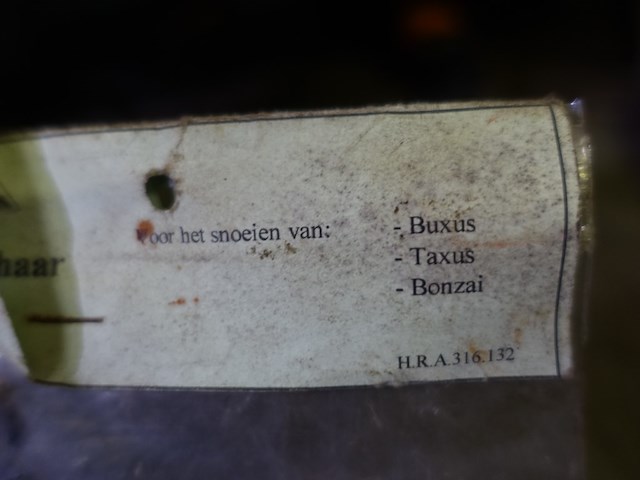 haar
Voor het snoeien van:
- Buxus
- Taxus
- Bonzai
H.R.A.316.132